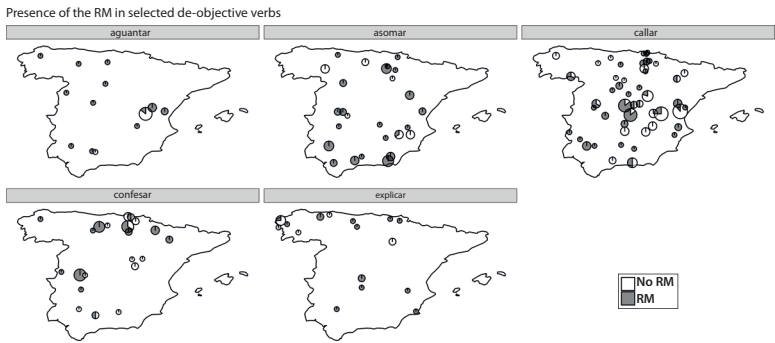 Presence of the RM in selected de-objective verbs
aguantar
asomar
callar
confesar
explicar
No RM
RM